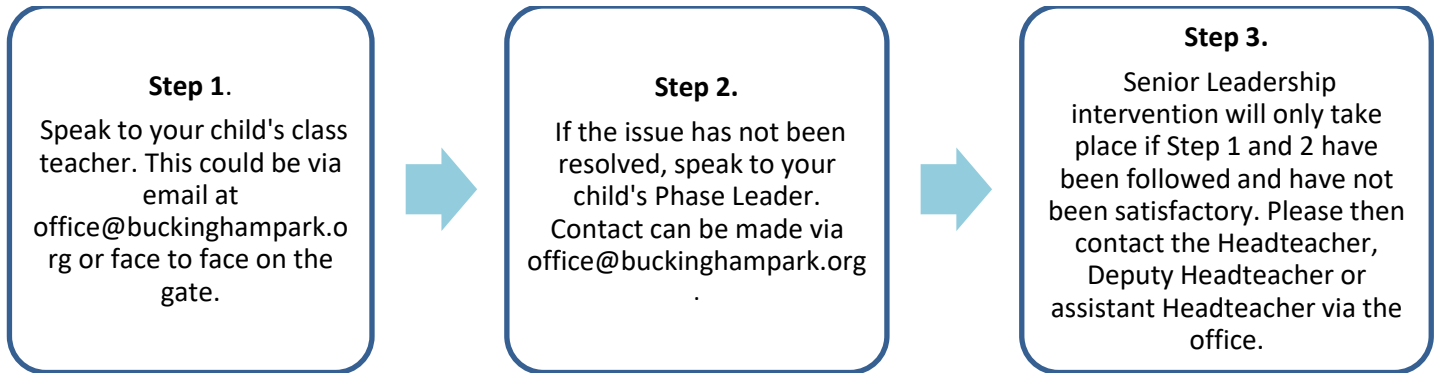 Step 1.
Speak to your child's class
teacher. This could be via
email at
office@buckinghampark.o
rg or face to face on the
gate.
Step 2.
If the issue has not been
resolved, speak to your
child's Phase Leader.
Contact can be made via
office@buckinghampark.org
.
Step 3.
Senior Leadership
intervention will only take
place if Step 1 and 2 have
been followed and have not
been satisfactory. Please then
contact the Headteacher,
Deputy Headteacher or
assistant Headteacher via the
office.